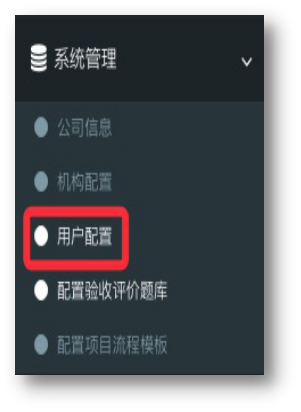 系统管理
公司信息
机构配置
用户配置
配置验收评价题库
配置项目流程模板